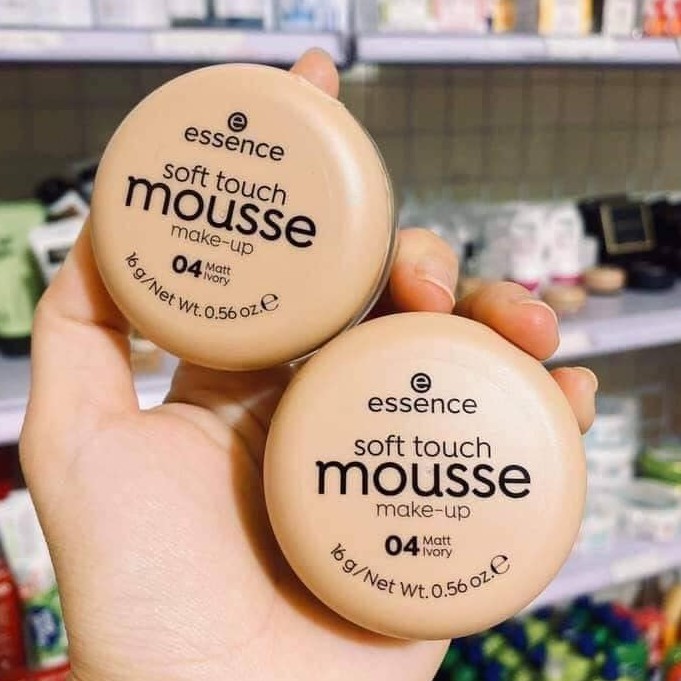 essence
soft touch
mousse
make-up
04 Matt
Ivory
16 g/Net Wt. 0.56 oz. ℮
essence
soft touch
mousse
make-up
04 Matt
Ivory
16 g/Net Wt. 0.56 oz. ℮